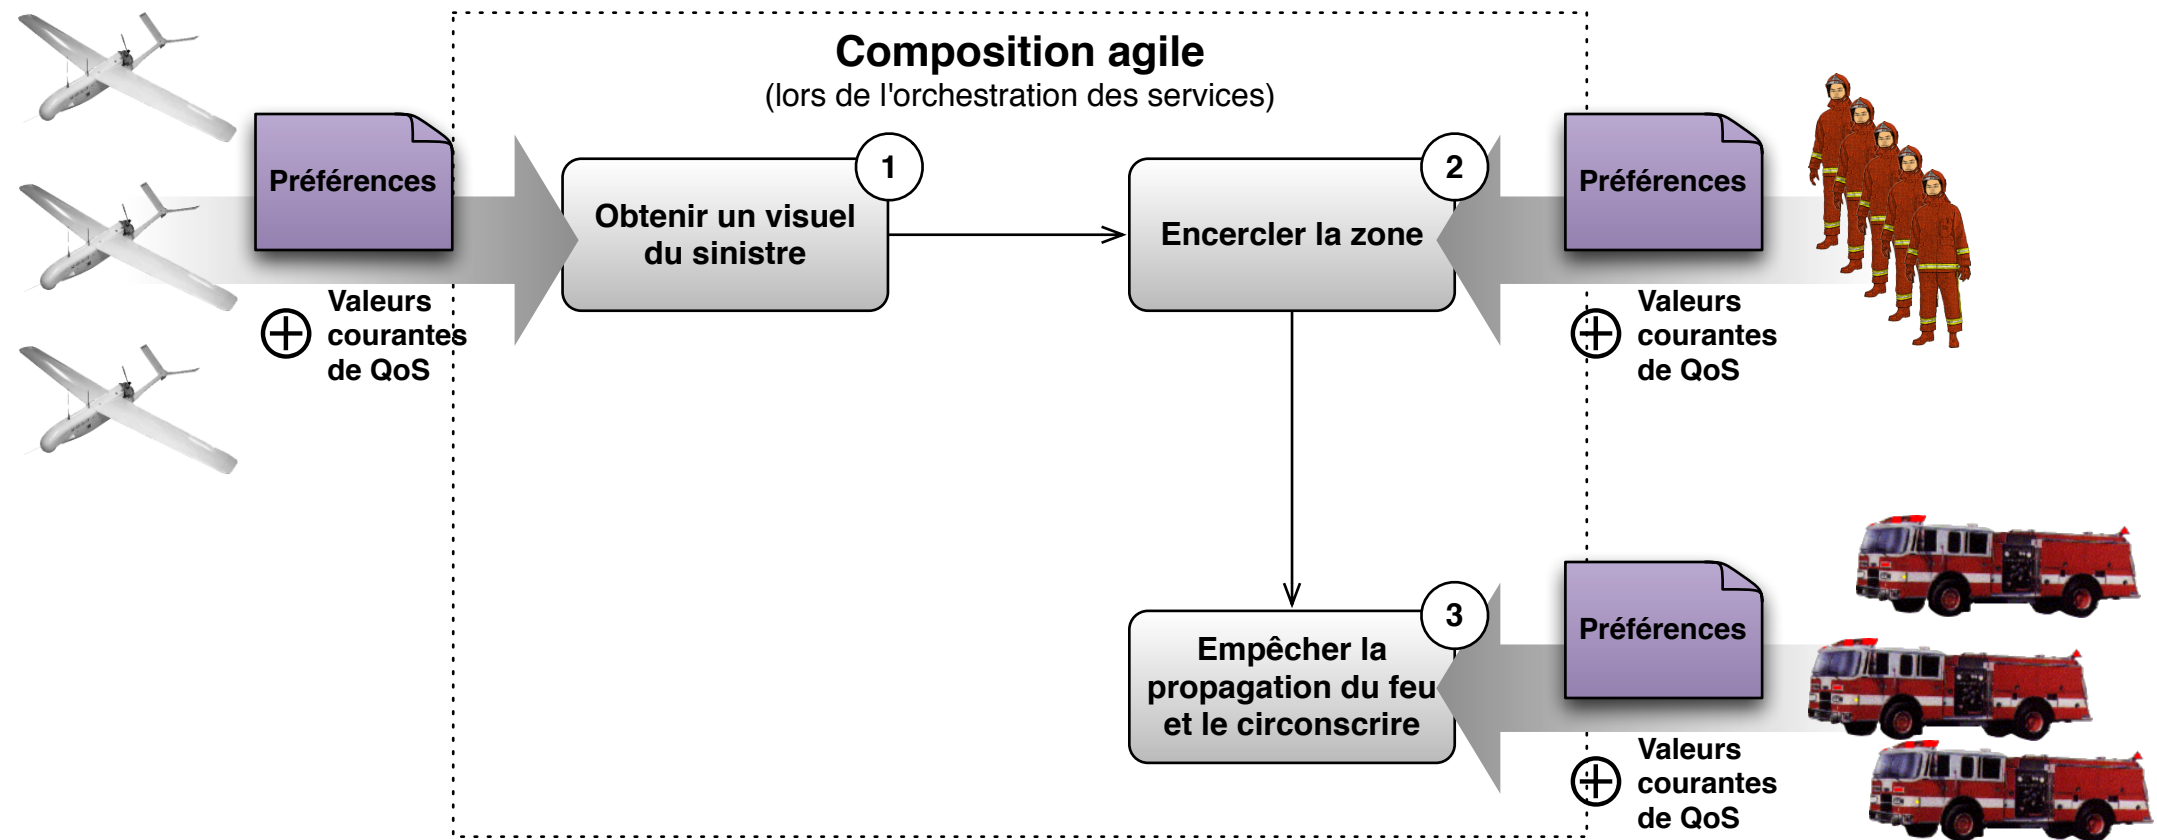 Composition agile
(lors de l'orchestration des services)
Préférences
Valeurs
courantes
de QoS
1
Obtenir un visuel
du sinistre
2
Encercler la zone
Préférences
Valeurs
courantes
de QoS
3
Empêcher la
propagation du feu
et le circonscrire
Préférences
Valeurs
courantes
de QoS